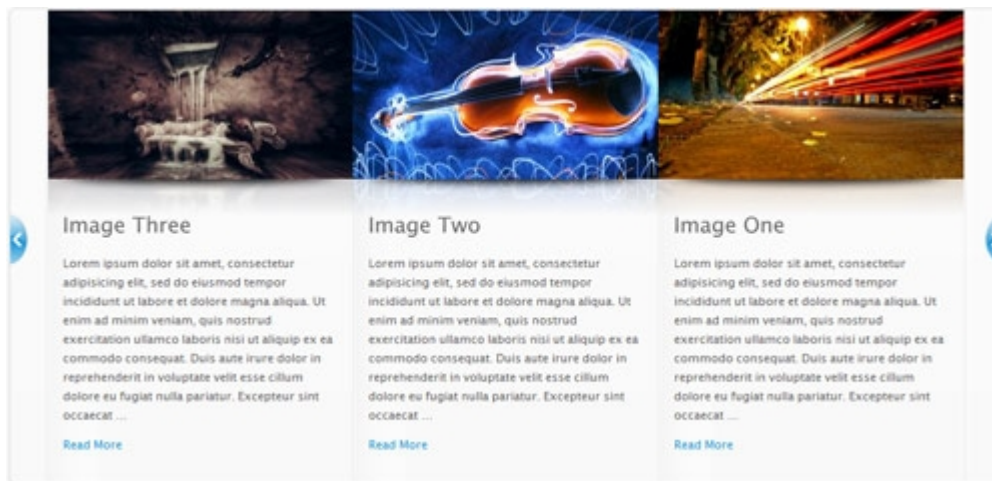 Image Three
Lorem ipsum dolor sit amet, consectetur
adipisicing elit, sed do eiusmod tempor
incididunt ut labore et dolore magna aliqua. Ut
enim ad minim veniam, quis nostrud
exercitation ullamco laboris nisi ut aliquip ex ea
commodo consequat. Duis aute irure dolor in
reprehenderit in voluptate velit esse cillum
dolore eu fugiat nulla pariatur. Excepteur sint
occaecat ...
Read More
Image Two
Lorem ipsum dolor sit amet, consectetur
adipisicing elit, sed do eiusmod tempor
incididunt ut labore et dolore magna aliqua. Ut
enim ad minim veniam, quis nostrud
exercitation ullamco laboris nisi ut aliquip ex ea
commodo consequat. Duis aute irure dolor in
reprehenderit in voluptate velit esse cillum
dolore eu fugiat nulla pariatur. Excepteur sint
occaecat ...
Read More
Image One
Lorem ipsum dolor sit amet, consectetur
adipisicing elit, sed do eiusmod tempor
incididunt ut labore et dolore magna aliqua. Ut
enim ad minim veniam, quis nostrud
exercitation ullamco laboris nisi ut aliquip ex ea
commodo consequat. Duis aute irure dolor in
reprehenderit in voluptate velit esse cillum
dolore eu fugiat nulla pariatur. Excepteur sint
occaecat ...
Read More